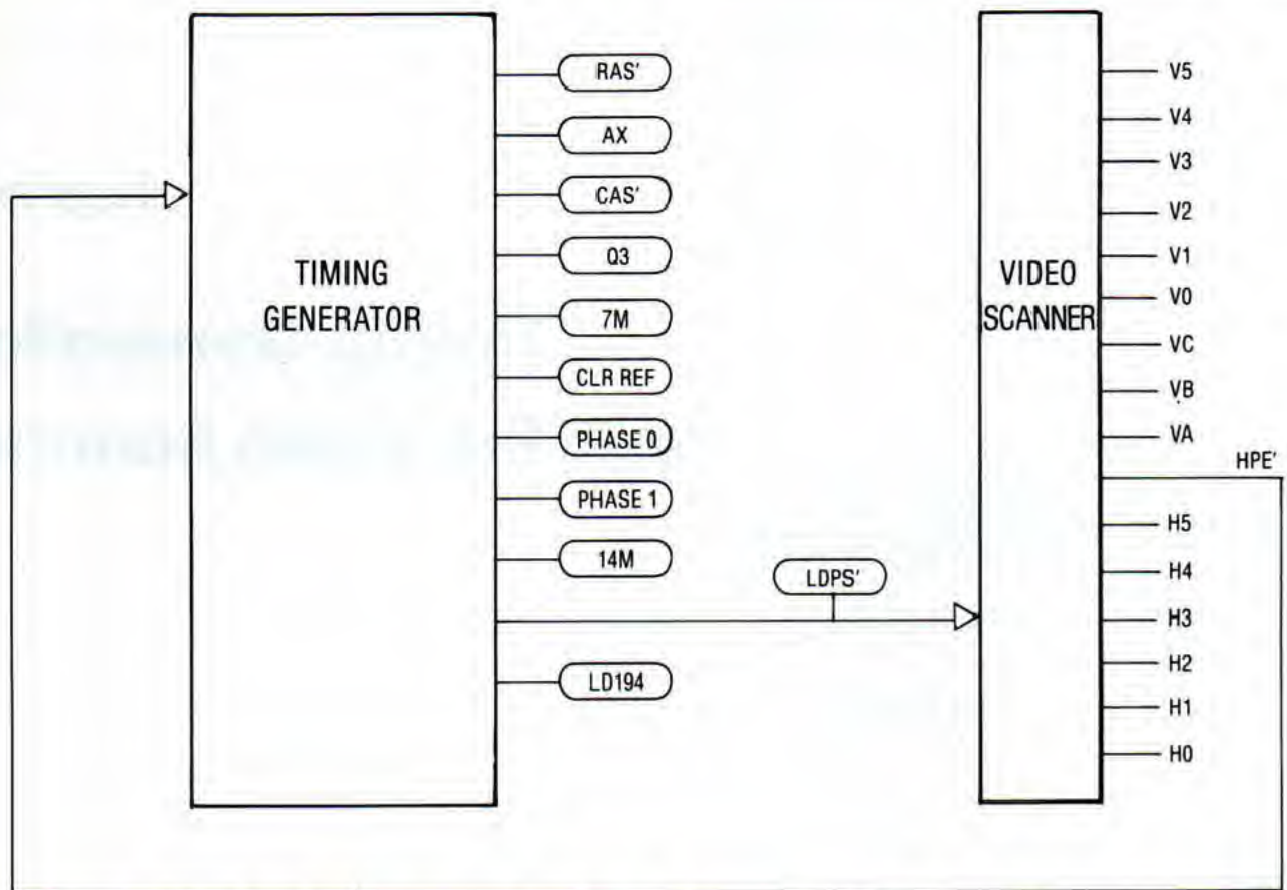 TIMING
GENERATOR
RAS'
AX
CAS'
Q3
7M
CLR REF
PHASE 0
PHASE 1
14M
LDPS'
LD194
VIDEO
SCANNER
V5
V4
V3
V2
V1
V0
VC
VB
VA
HPE'
H5
H4
H3
H2
H1
H0